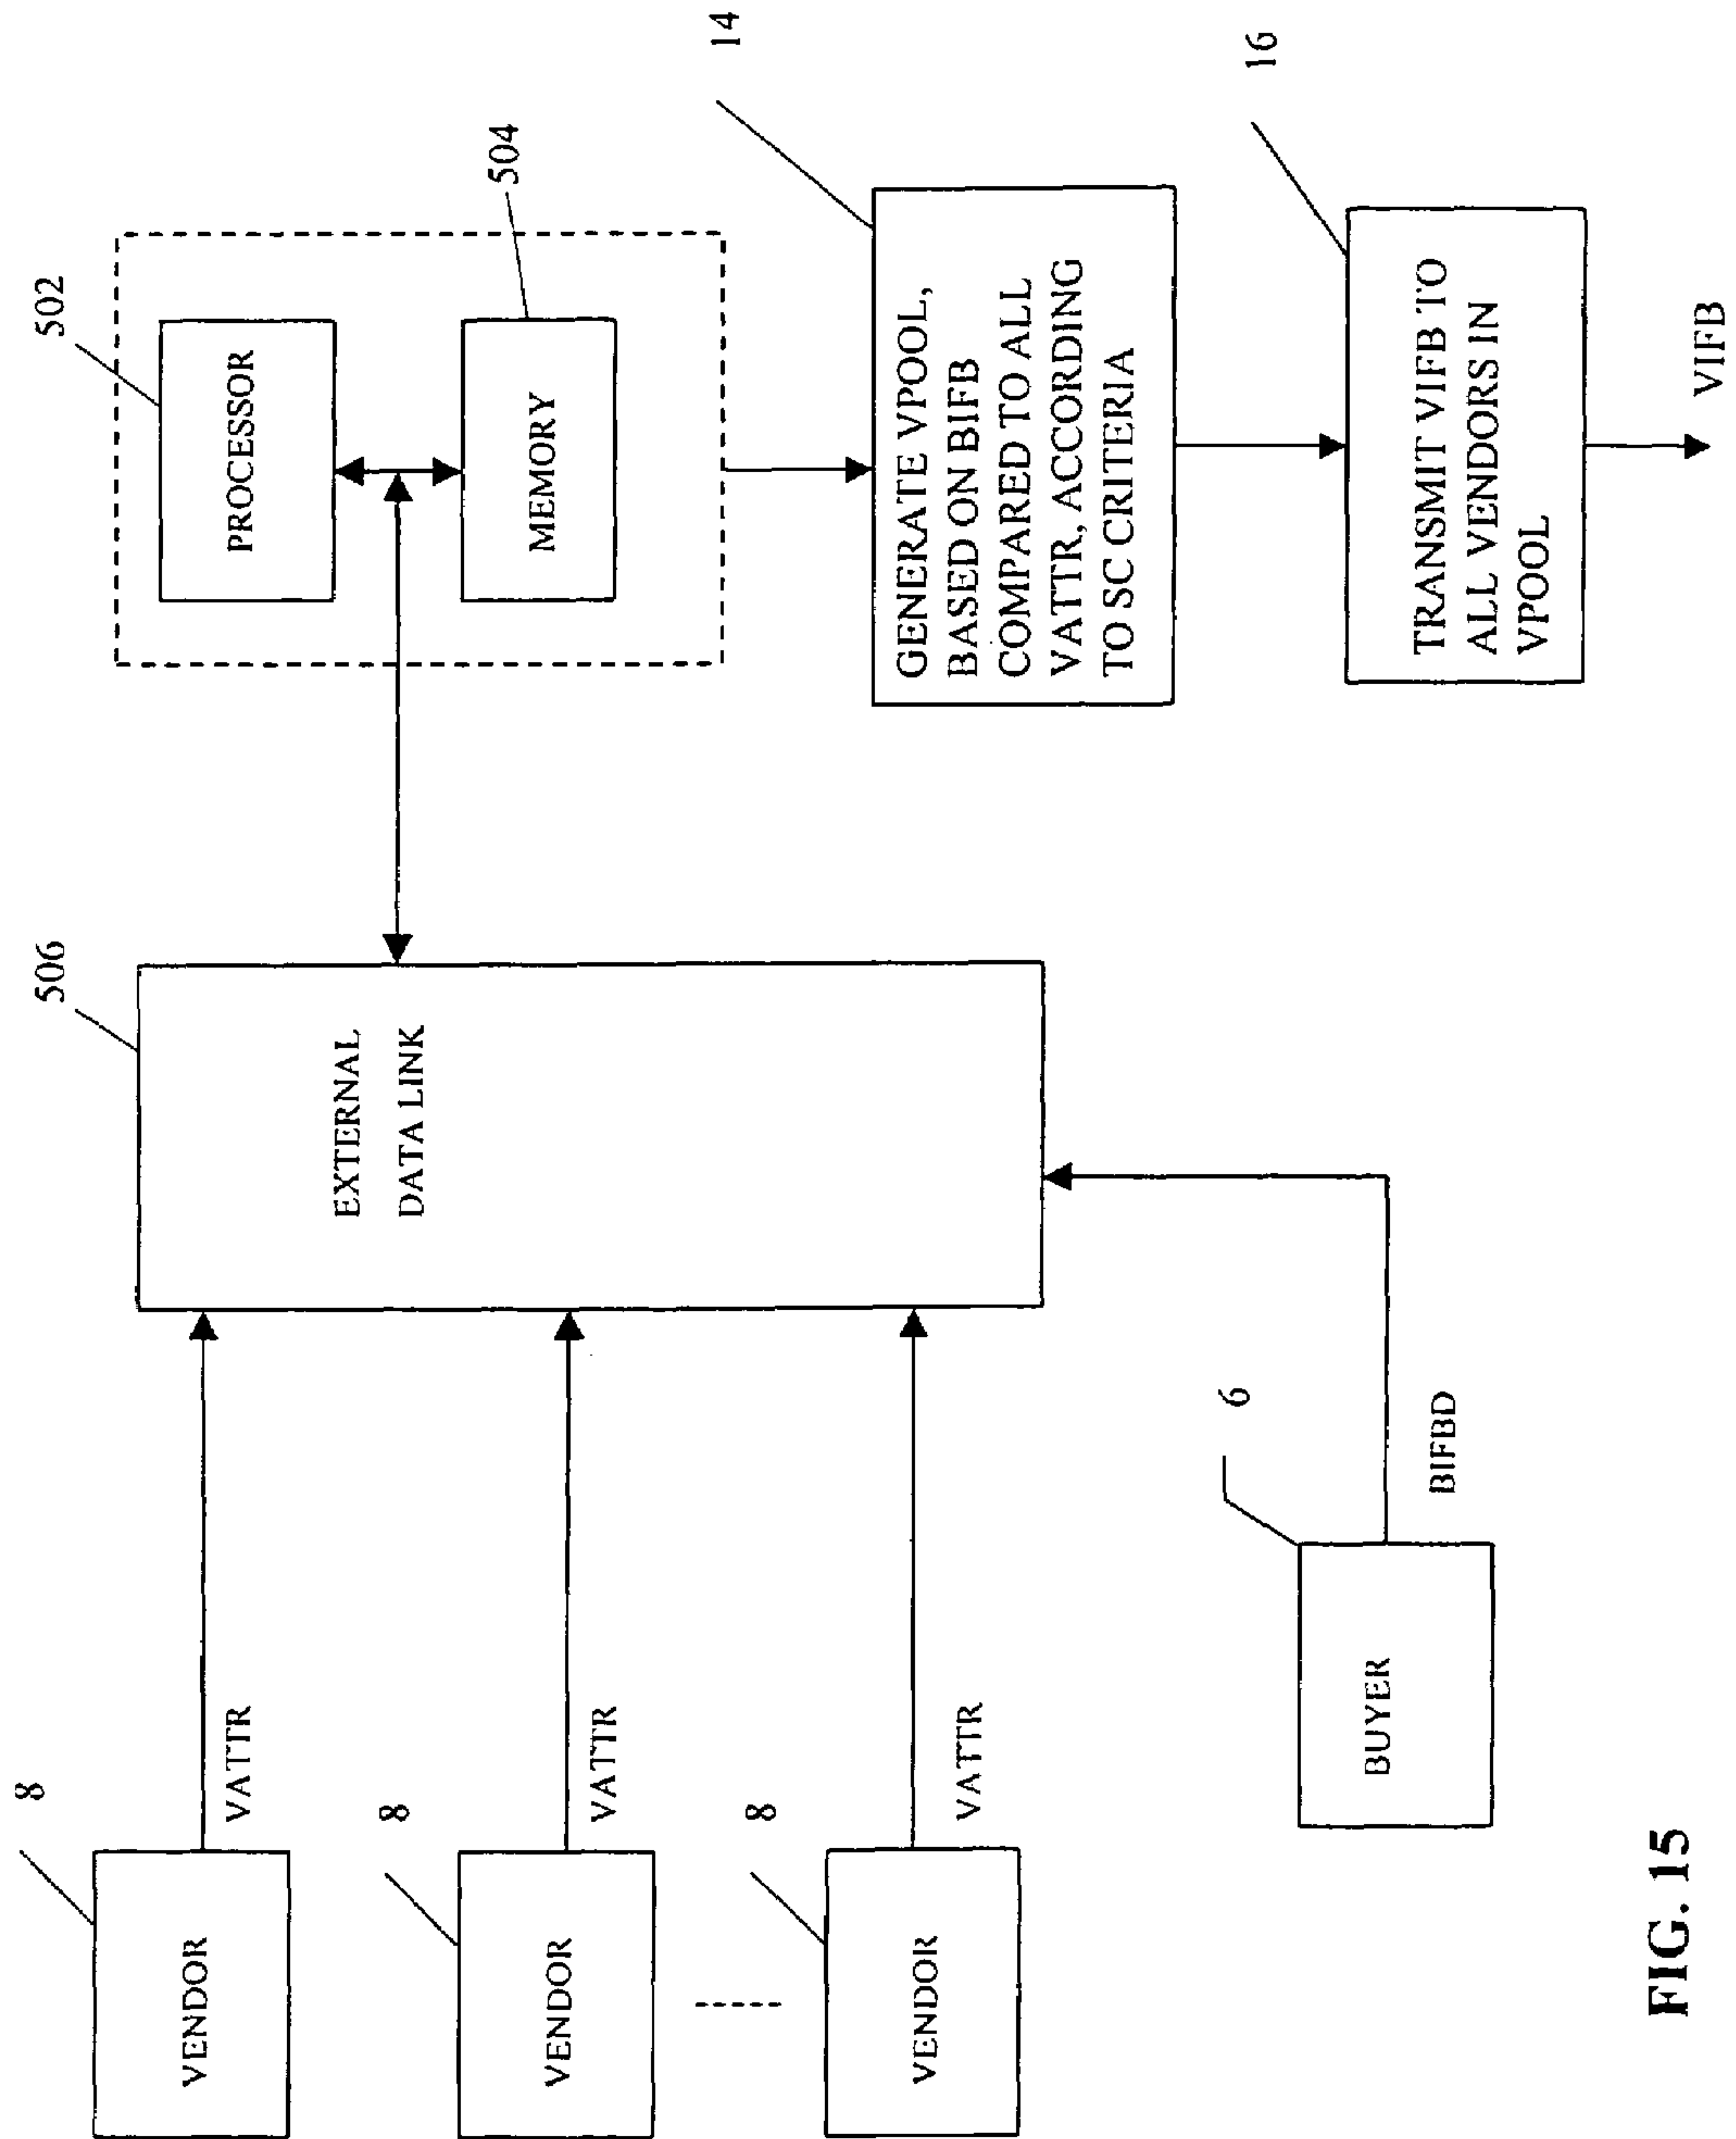 8
VENDOR
VATTR
8
VENDOR
VATTR
8
VENDOR
VATTR
506
EXTERNAL
DATA LINK
6
BUYER
BIFBD
502
PROCESSOR
504
MEMORY
14
GENERATE VPOOL,
BASED ON BIFB
COMPARED TO ALL
VATTR, ACCORDING
TO SC CRITERIA
16
TRANSMIT VIFB TO
ALL VENDORS IN
VPOOL
VIFB
FIG. 15